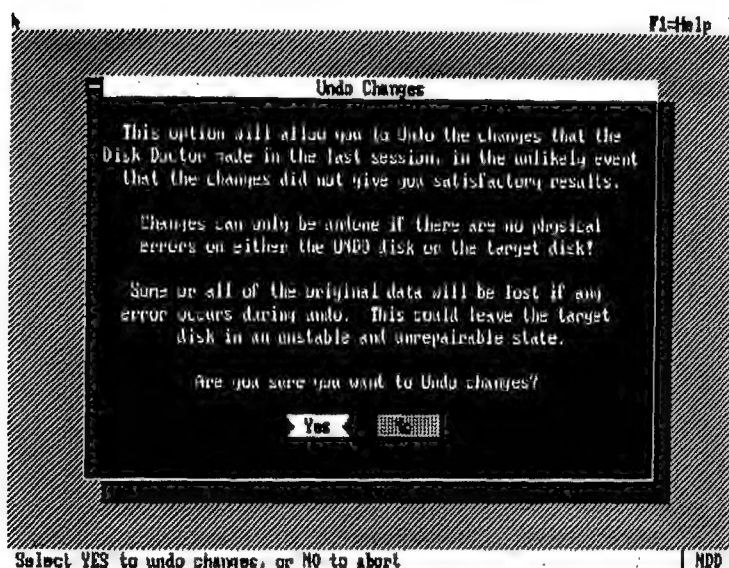 F1=Help
Undo Changes
This option will allow you to Undo the changes that the
Disk Doctor made in the last session, in the unlikely event
that the changes did not give you satisfactory results.
Changes can only be undone if there are no physical
errors on either the UNDO disk or the target disk!
Some or all of the original data will be lost if any
error occurs during undo. This could leave the target
disk in an unstable and unrepairable state.
Are you sure you want to Undo changes?
Yes No
Select YES to undo changes, or NO to abort
NDD